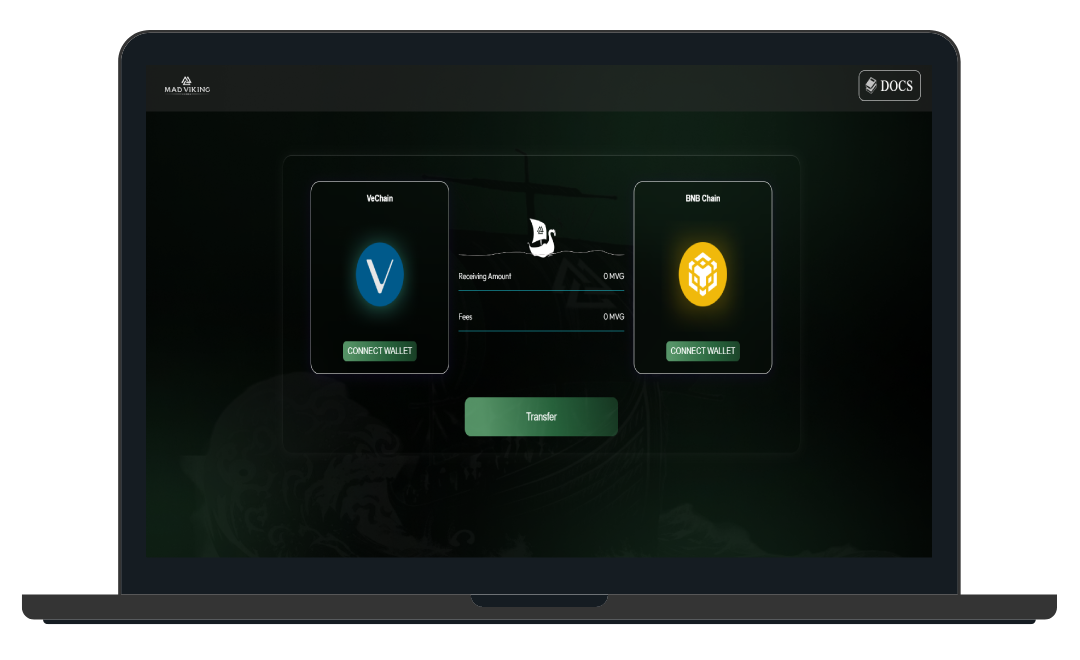 MAD VIKING
DOCS
VeChain
BNB Chain
Receiving Amount 0 MVG
Fees 0 MVG
CONNECT WALLET
CONNECT WALLET
Transfer